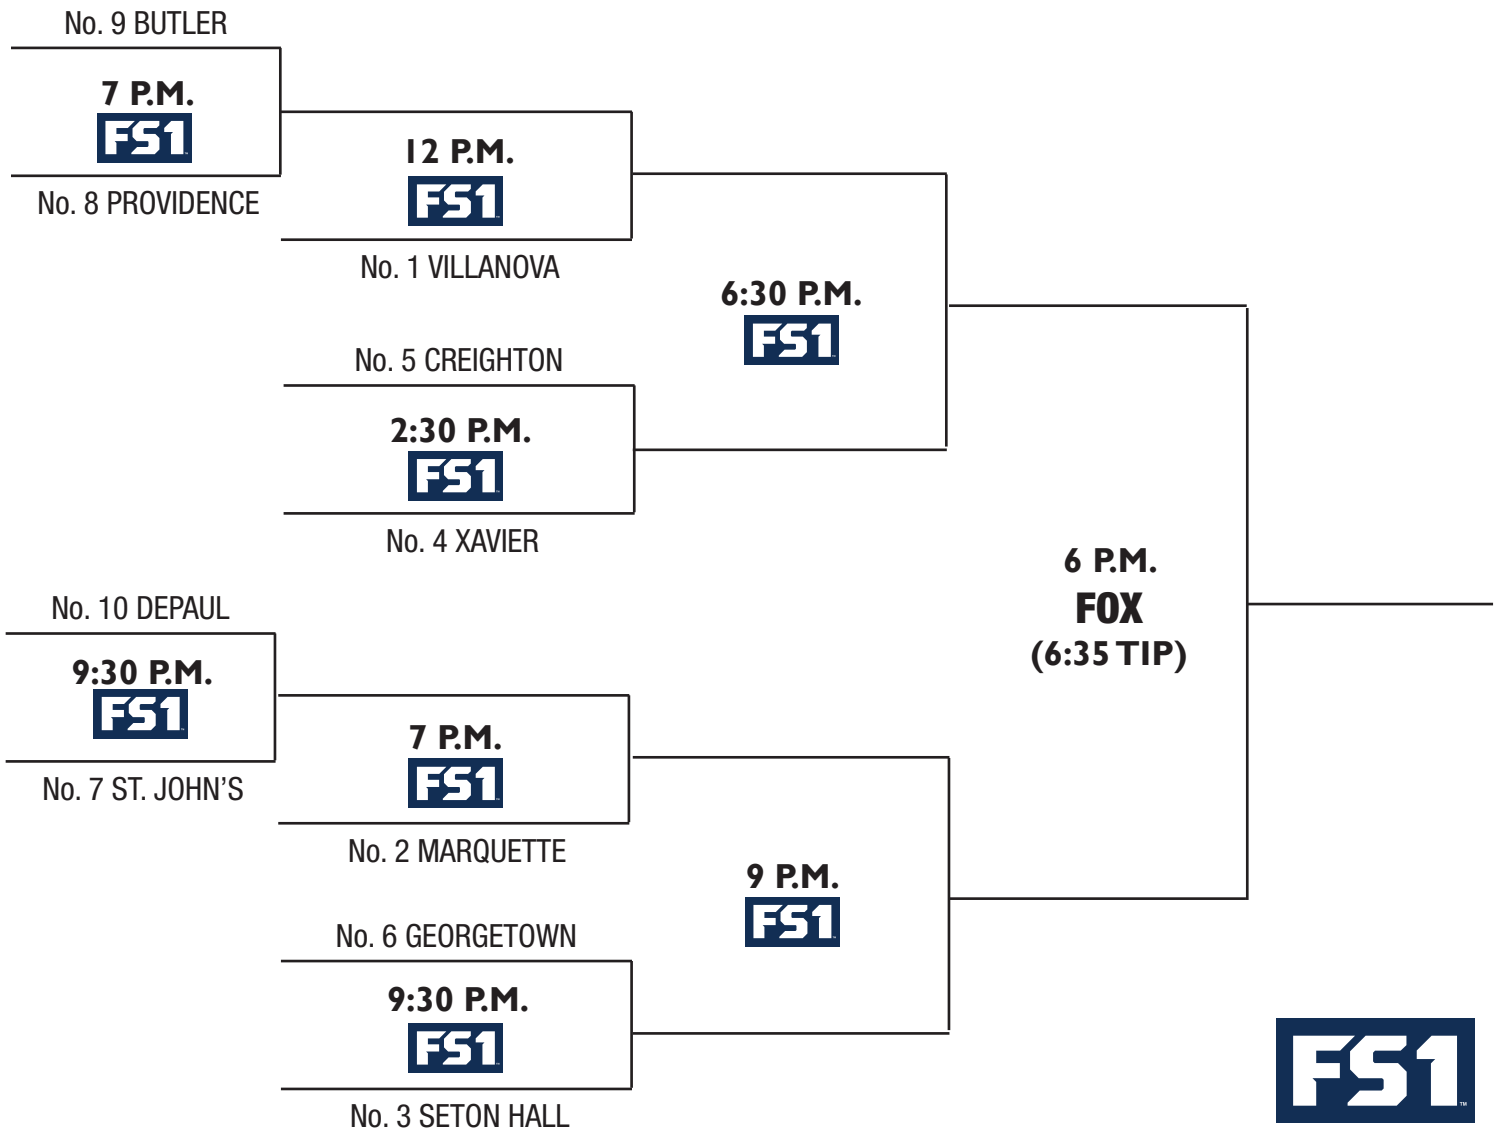 No. 9 BUTLER
7 P.M.
FS1
No. 8 PROVIDENCE
12 P.M.
FS1
No. 1 VILLANOVA
6:30 P.M.
FS1
No. 5 CREIGHTON
2:30 P.M.
FS1
No. 4 XAVIER
6 P.M.
FOX
(6:35 TIP)
No. 10 DEPAUL
9:30 P.M.
FS1
No. 7 ST. JOHN'S
7 P.M.
FS1
No. 2 MARQUETTE
9 P.M.
FS1
No. 6 GEORGETOWN
9:30 P.M.
FS1
No. 3 SETON HALL
FS1™